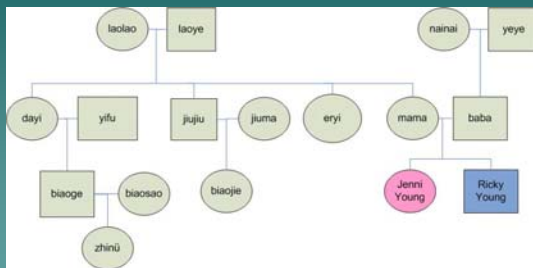 laolao
laoye
nainai
yeye
dayi
yifu
jiujiu
jiuma
eryi
mama
baba
biaoge
biaosao
biaojie
Jenni
Young
Ricky
Young
zhinü